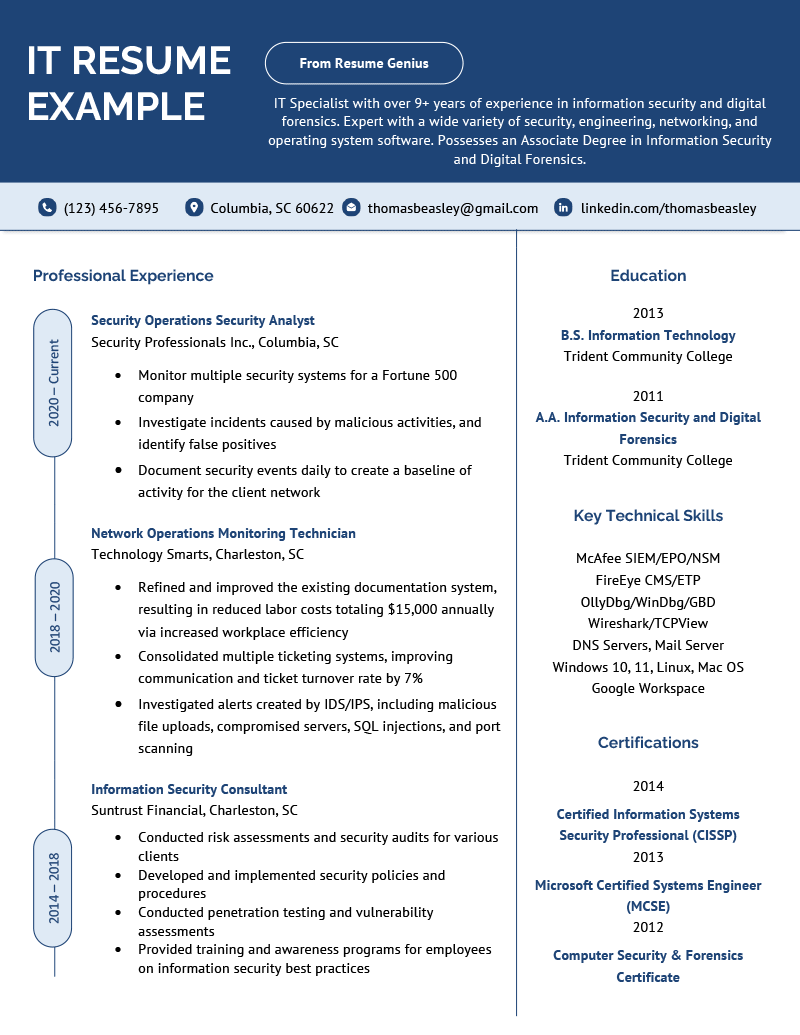 IT RESUME
EXAMPLE
From Resume Genius
IT Specialist with over 9+ years of experience in information security and digital
forensics. Expert with a wide variety of security, engineering, networking, and
operating system software. Possesses an Associate Degree in Information Security
and Digital Forensics.
(123) 456-7895
Columbia, SC 60622
thomasbeasley@gmail.com
linkedin.com/thomasbeasley
Professional Experience
2020 – Current
Security Operations Security Analyst
Security Professionals Inc., Columbia, SC
• Monitor multiple security systems for a Fortune 500
company
• Investigate incidents caused by malicious activities, and
identify false positives
• Document security events daily to create a baseline of
activity for the client network
2018 – 2020
Network Operations Monitoring Technician
Technology Smarts, Charleston, SC
• Refined and improved the existing documentation system,
resulting in reduced labor costs totaling $15,000 annually
via increased workplace efficiency
• Consolidated multiple ticketing systems, improving
communication and ticket turnover rate by 7%
• Investigated alerts created by IDS/IPS, including malicious
file uploads, compromised servers, SQL injections, and port
scanning
2014 – 2018
Information Security Consultant
Suntrust Financial, Charleston, SC
• Conducted risk assessments and security audits for various
clients
• Developed and implemented security policies and
procedures
• Conducted penetration testing and vulnerability
assessments
• Provided training and awareness programs for employees
on information security best practices
Education
2013
B.S. Information Technology
Trident Community College
2011
A.A. Information Security and Digital
Forensics
Trident Community College
Key Technical Skills
McAfee SIEM/EPO/NSM
FireEye CMS/ETP
OllyDbg/WinDbg/GBD
Wireshark/TCPView
DNS Servers, Mail Server
Windows 10, 11, Linux, Mac OS
Google Workspace
Certifications
2014
Certified Information Systems
Security Professional (CISSP)
2013
Microsoft Certified Systems Engineer
(MCSE)
2012
Computer Security & Forensics
Certificate